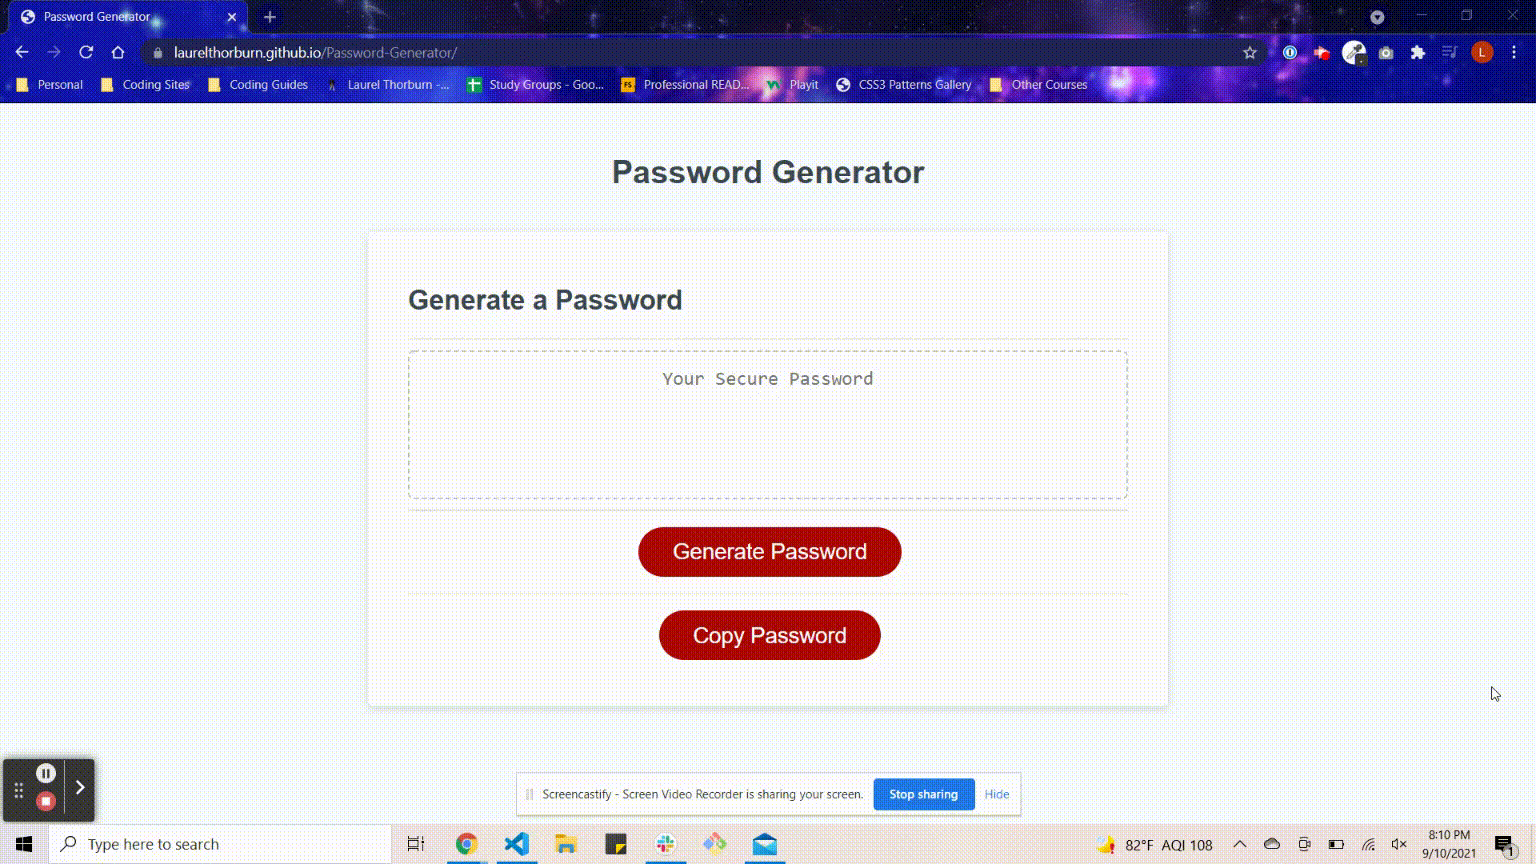 Password Generator
laurelthorburn.github.io/Password-Generator/
L
Personal
Coding Sites
Coding Guides
Laurel Thorburn -...
Study Groups - Goo...
FS
Professional READ...
Playit
CSS3 Patterns Gallery
Other Courses
Password Generator
Generate a Password
Your Secure Password
Generate Password
Copy Password
Screencastify - Screen Video Recorder is sharing your screen.
Stop sharing
Hide
Type here to search
82°F AQI 108
8:10 PM
9/10/2021
1